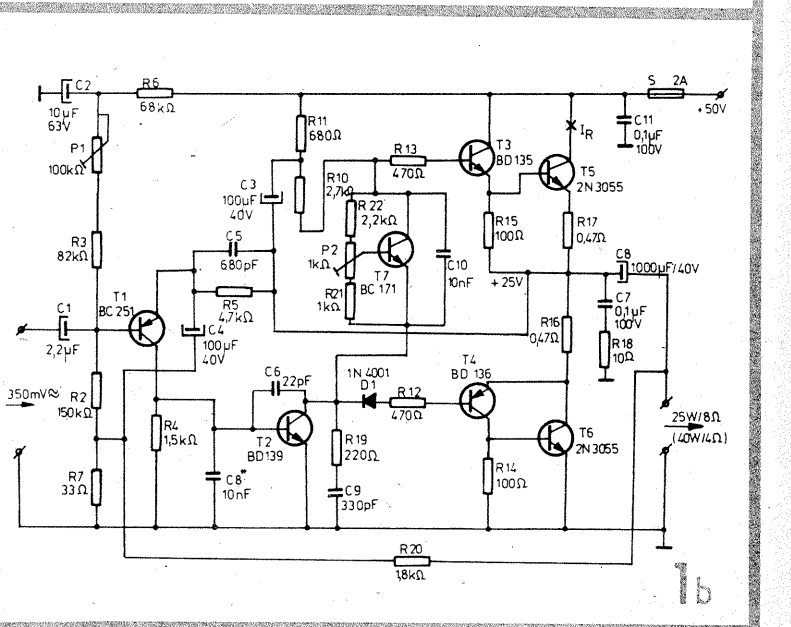 C2
10µF
63V
R6
68kΩ
P1
100kΩ
R3
82kΩ
C1
2,2µF
T1
BC 251
350mV≈
R2
150kΩ
R7
33Ω
R4
1,5kΩ
C3
100µF
40V
C5
680pF
R5
4,7kΩ
C4
100µF
40V
C6
22pF
T2
BD139
C8*
10nF
R11
680Ω
R10
2,7kΩ
R22
2,2kΩ
P2
1kΩ
R21
1kΩ
T7
BC 171
C10
10nF
R13
470Ω
1N 4001
D1
R12
470Ω
R19
220Ω
C9
330pF
T3
BD 135
T5
2N 3055
R15
100Ω
R17
0,47Ω
+25V
R16
0,47Ω
T4
BD 136
T6
2N 3055
R14
100Ω
IR
S 2A
+50V
C11
0,1µF
100V
C8
1000µF/40V
C7
0,1µF
100V
R18
10Ω
25W/8Ω
(40W/4Ω)
R20
1,8kΩ
1b